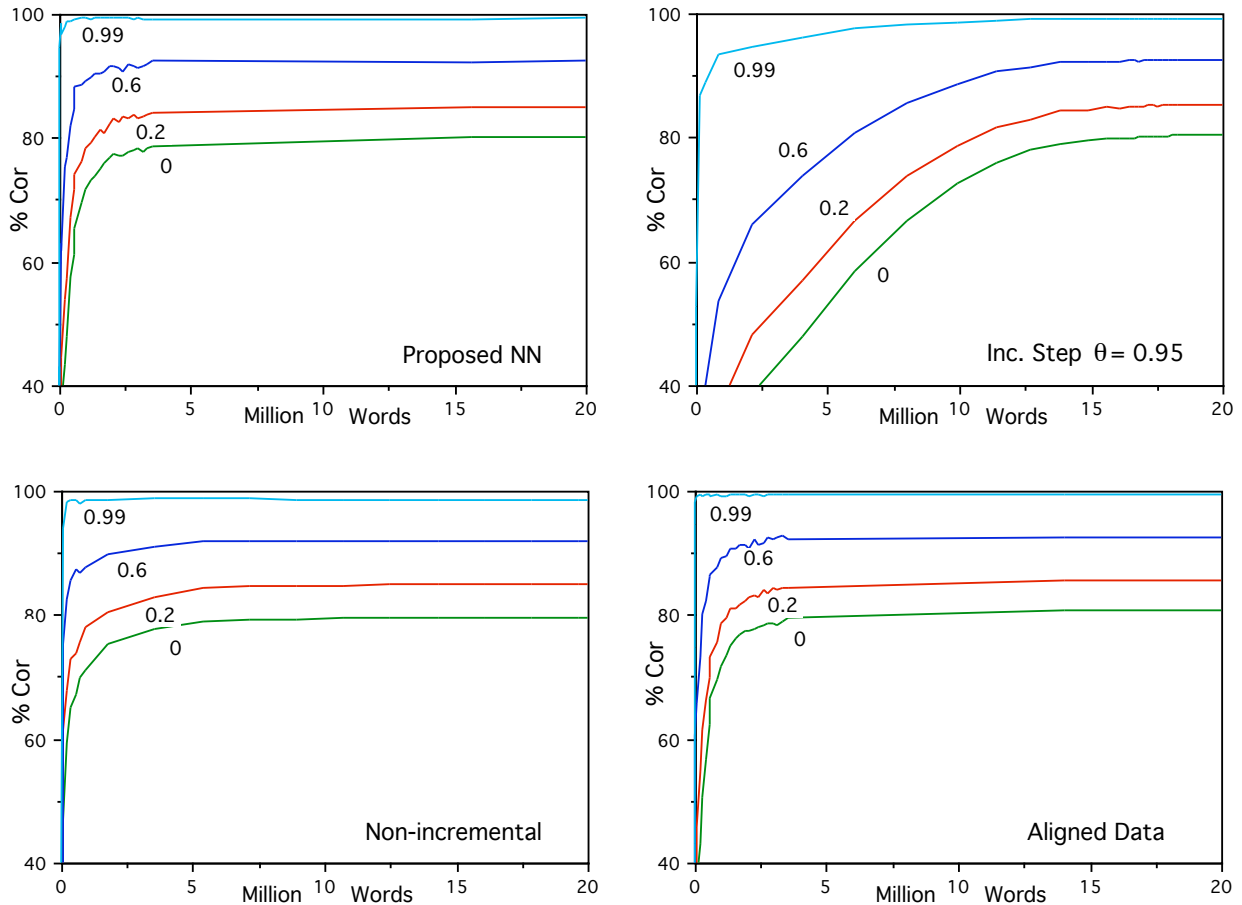 100
0.99
0.6
80
0.2
0
% Cor
60
Proposed NN
40
0 5 10 15 20
Million Words
100
0.99
80
0.6
0.2
% Cor
60
0
Inc. Step θ = 0.95
40
0 5 10 15 20
Million Words
100
0.99
0.6
80
0.2
0
% Cor
60
Non-incremental
40
0 5 10 15 20
Million Words
100
0.99
0.6
80
0.2
0
% Cor
60
Aligned Data
40
0 5 10 15 20
Million Words